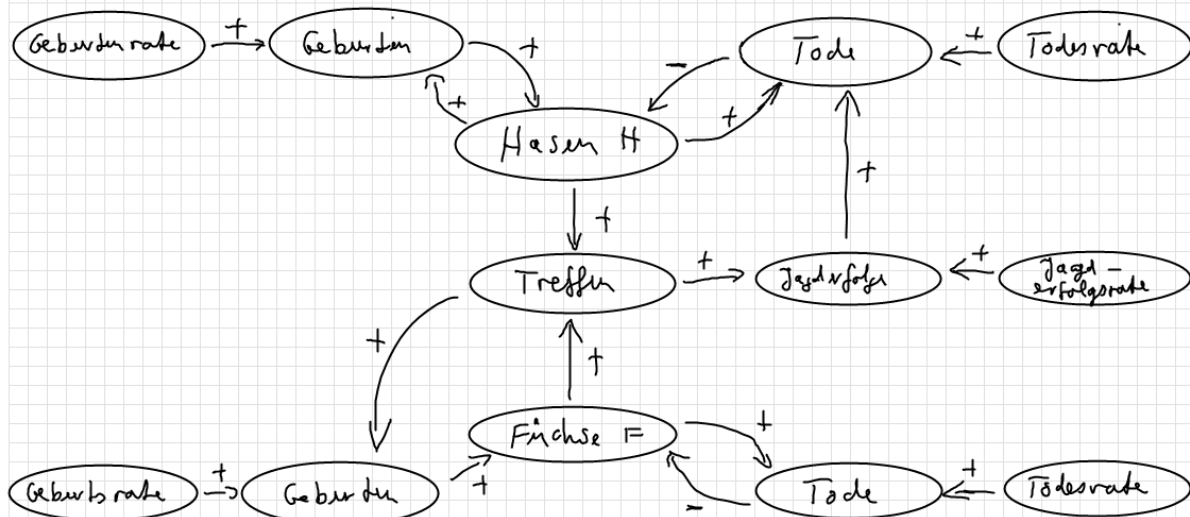 Geburtenrate
+
Geburten
+
-
Tode
+
Todesrate
+
Hasen H
+
+
+
Treffen
+
Jagderfolge
+
Jagd-
erfolgsrate
+
+
Füchse F
+
Geburtsrate
+
Geburten
+
-
Tode
+
Todesrate